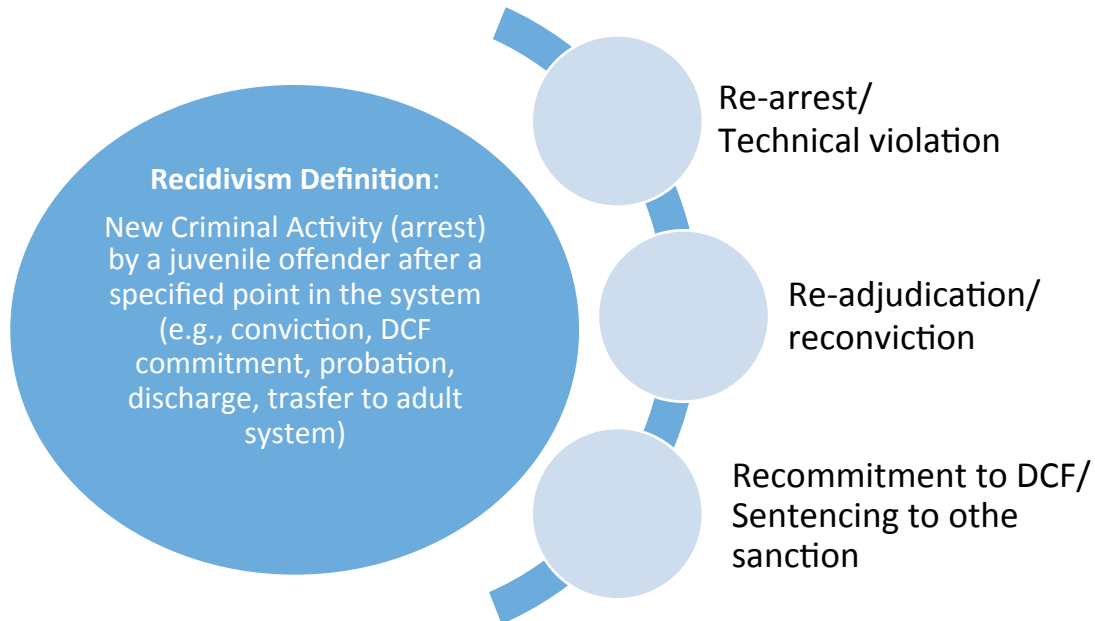 Recidivism Definition:
New Criminal Activity (arrest)
by a juvenile offender after a
specified point in the system
(e.g., conviction, DCF
commitment, probation,
discharge, trasfer to adult
system)
Re-arrest/
Technical violation
Re-adjudication/
reconviction
Recommitment to DCF/
Sentencing to othe
sanction